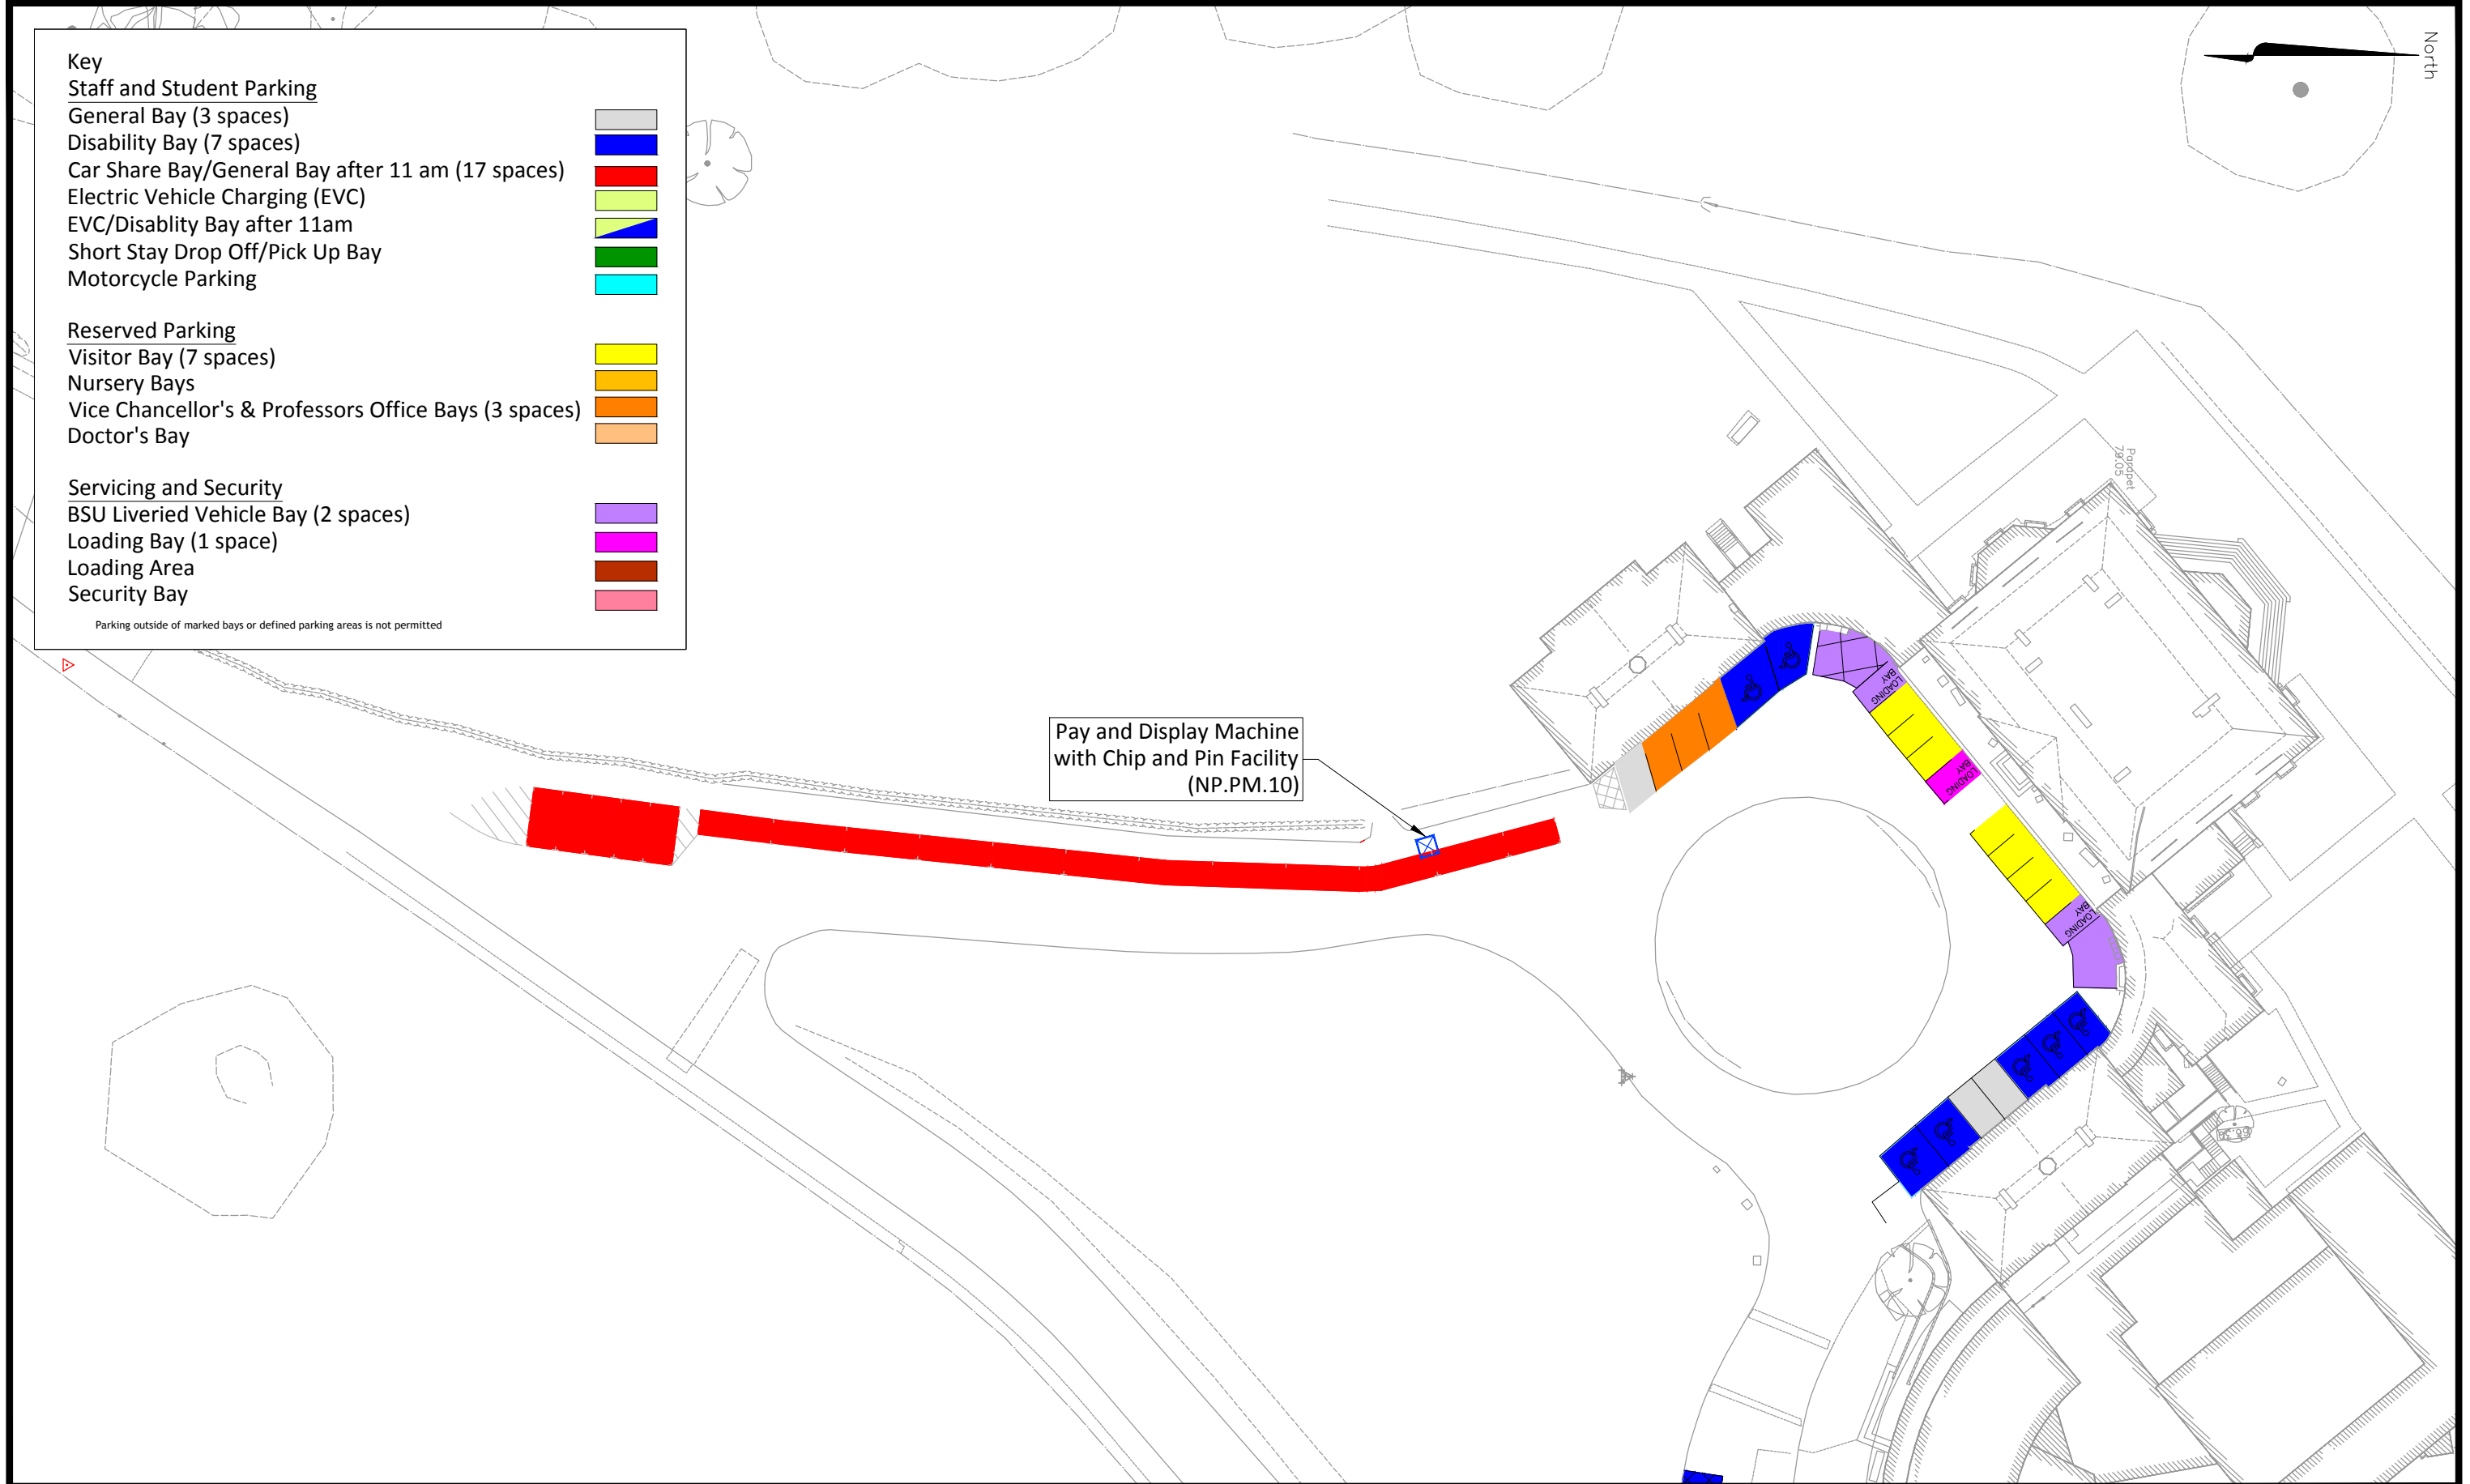 Key
Staff and Student Parking
General Bay (3 spaces)
Disability Bay (7 spaces)
Car Share Bay/General Bay after 11 am (17 spaces)
Electric Vehicle Charging (EVC)
EVC/Disablity Bay after 11am
Short Stay Drop Off/Pick Up Bay
Motorcycle Parking
Reserved Parking
Visitor Bay (7 spaces)
Nursery Bays
Vice Chancellor's & Professors Office Bays (3 spaces)
Doctor's Bay
Servicing and Security
BSU Liveried Vehicle Bay (2 spaces)
Loading Bay (1 space)
Loading Area
Security Bay
Parking outside of marked bays or defined parking areas is not permitted
North
Parapet
79.05
Pay and Display Machine
with Chip and Pin Facility
(NP.PM.10)
LOADING
BAY
LOADING
BAY
LOADING
BAY